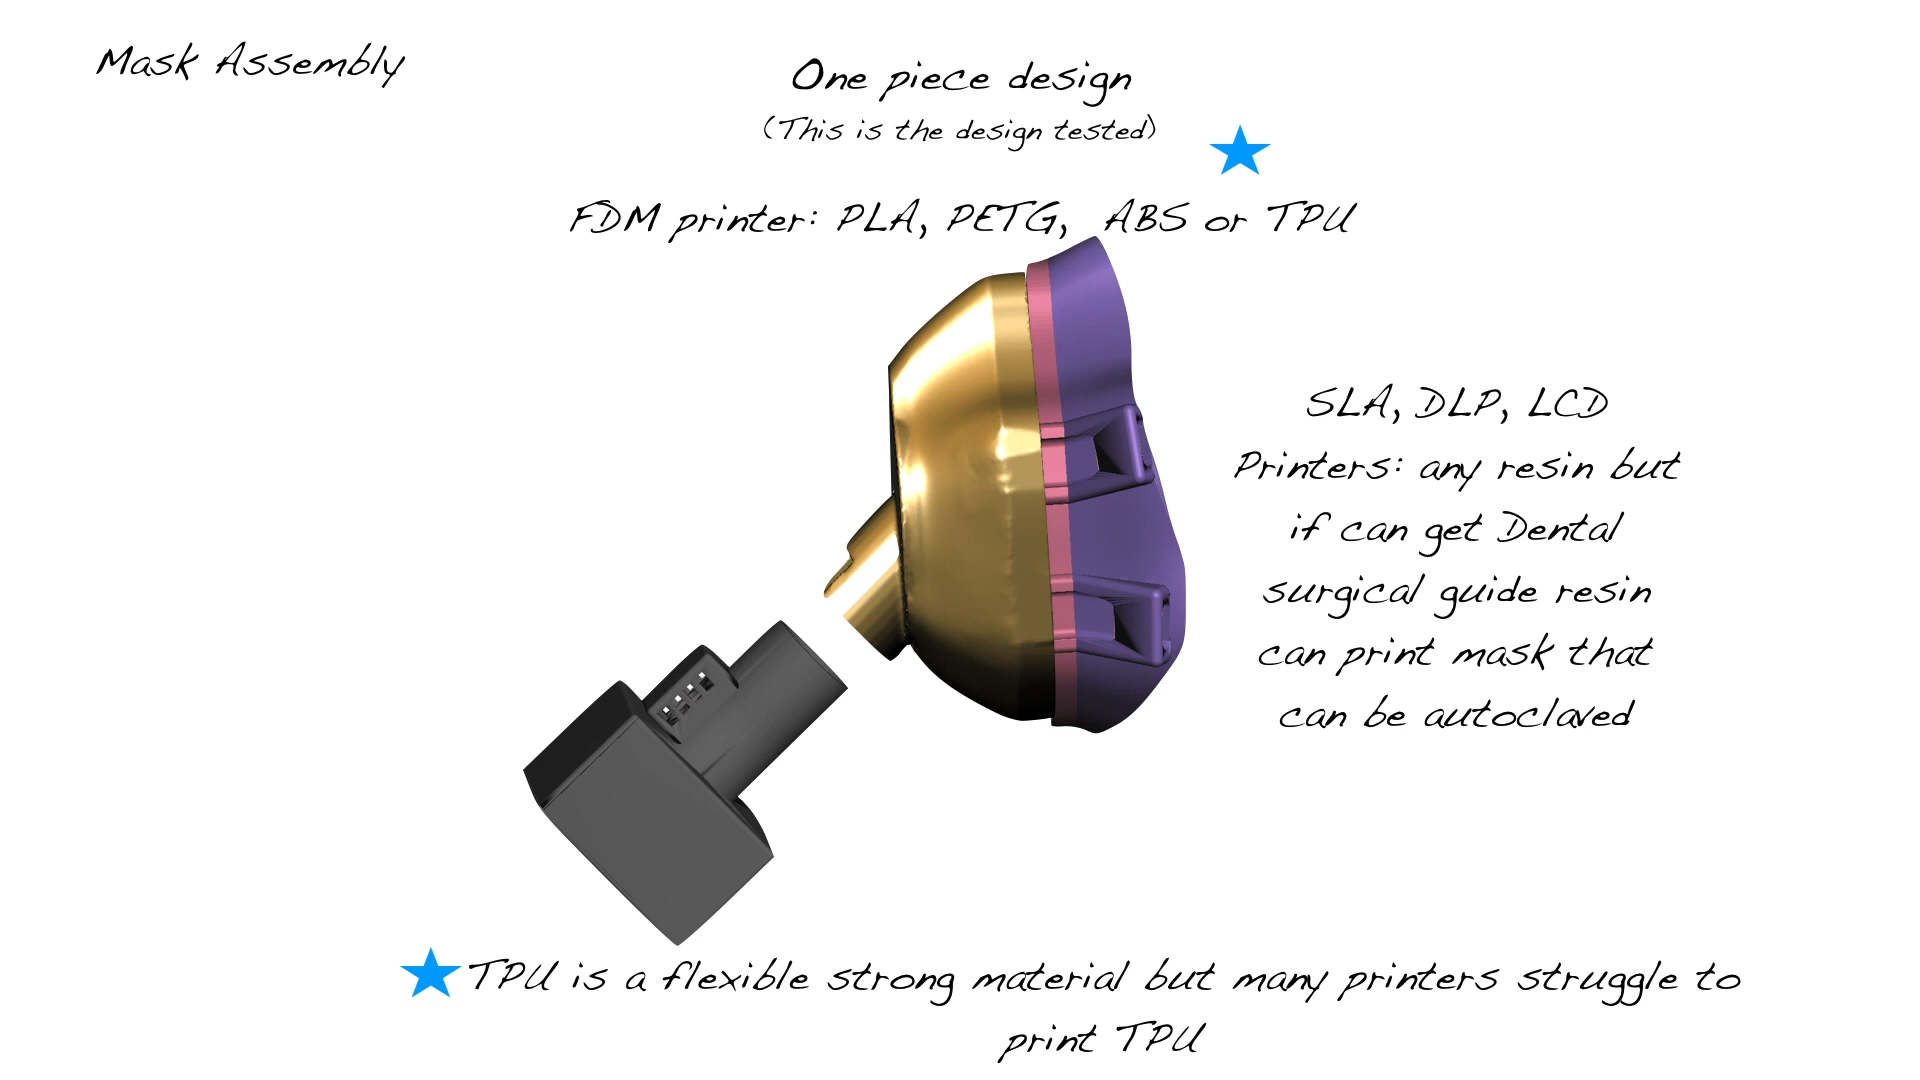 Mask Assembly
One piece design
(This is the design tested)
FDM printer: PLA, PETG, ABS or TPU
SLA, DLP, LCD
Printers: any resin but
if can get Dental
surgical guide resin
can print mask that
can be autoclaved
TPU is a flexible strong material but many printers struggle to
print TPU